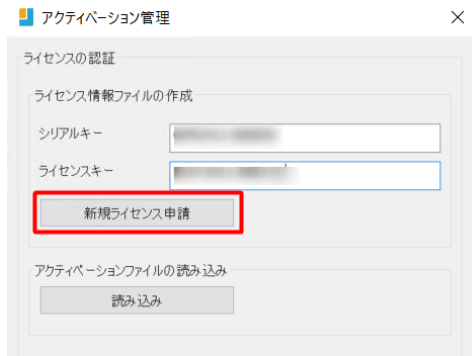 アクティベーション管理
ライセンスの認証
ライセンス情報ファイルの作成
シリアルキー
ライセンスキー
新規ライセンス申請
アクティベーションファイルの読み込み
読み込み